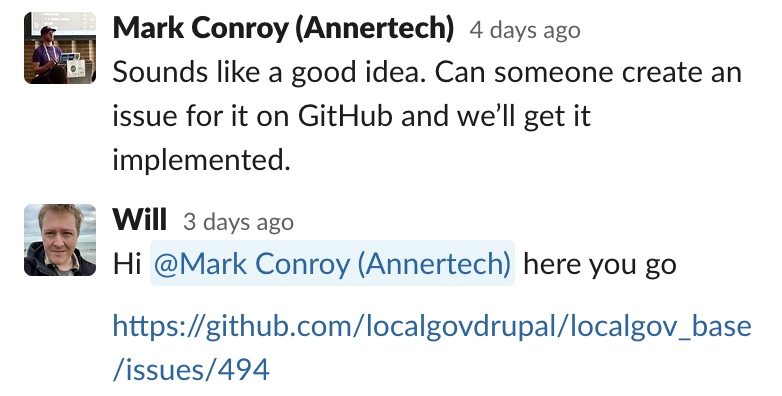 Mark Conroy (Annertech) 4 days ago
Sounds like a good idea. Can someone create an
issue for it on GitHub and we’ll get it
implemented.
Will 3 days ago
Hi @Mark Conroy (Annertech) here you go
https://github.com/localgovdrupal/localgov_base
/issues/494